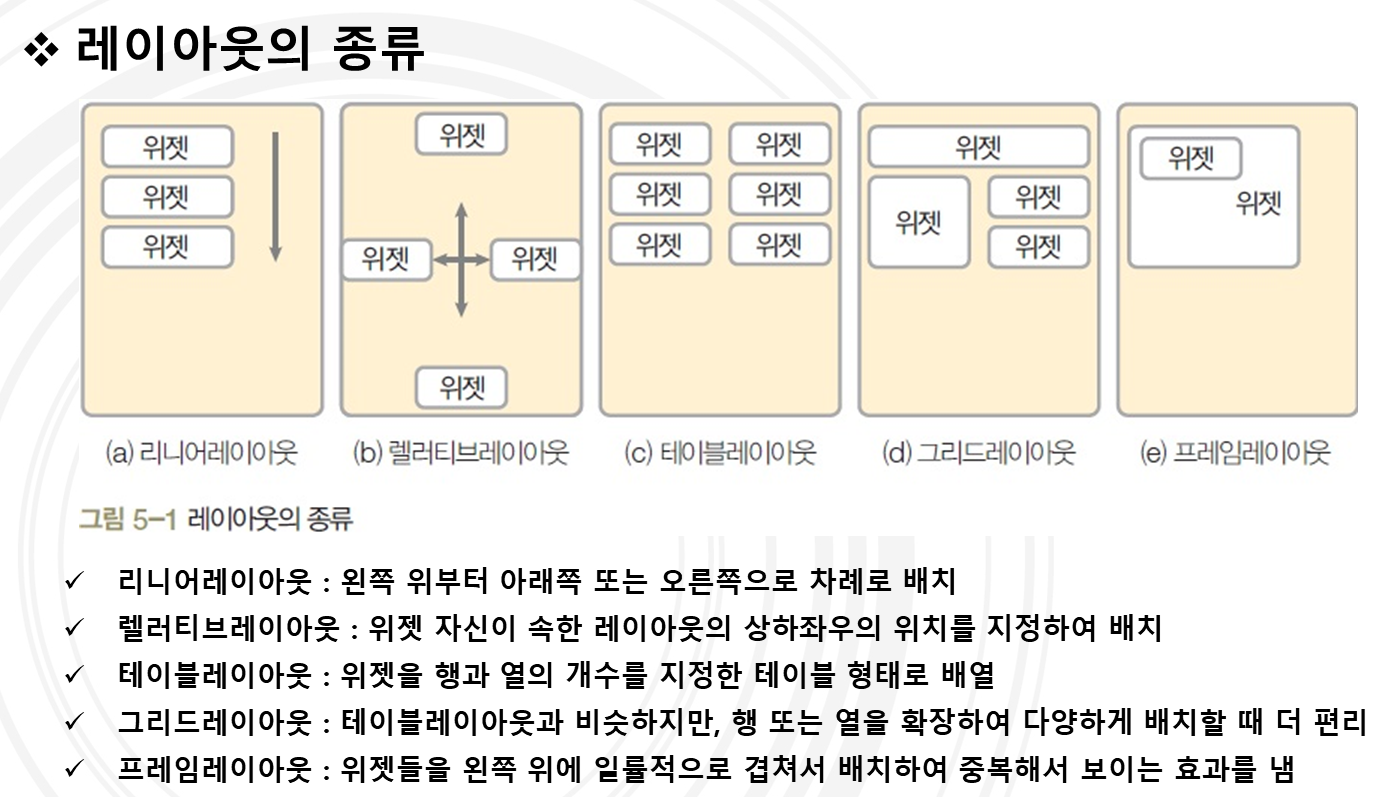 ❖ 레이아웃의 종류
위젯
위젯
위젯
위젯
위젯 위젯
위젯
위젯 위젯
위젯 위젯
위젯 위젯
위젯
위젯 위젯
위젯
위젯
위젯
(a) 리니어레이아웃 (b) 렐러티브레이아웃 (c) 테이블레이아웃 (d) 그리드레이아웃 (e) 프레임레이아웃
그림 5-1 레이아웃의 종류
✓ 리니어레이아웃 : 왼쪽 위부터 아래쪽 또는 오른쪽으로 차례로 배치
✓ 렐러티브레이아웃 : 위젯 자신이 속한 레이아웃의 상하좌우의 위치를 지정하여 배치
✓ 테이블레이아웃 : 위젯을 행과 열의 개수를 지정한 테이블 형태로 배열
✓ 그리드레이아웃 : 테이블레이아웃과 비슷하지만, 행 또는 열을 확장하여 다양하게 배치할 때 더 편리
✓ 프레임레이아웃 : 위젯들을 왼쪽 위에 일률적으로 겹쳐서 배치하여 중복해서 보이는 효과를 냄